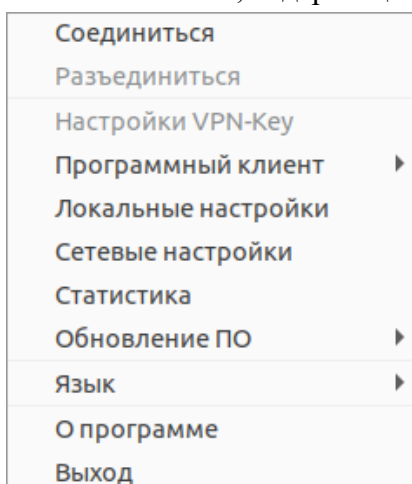 Соединиться
Разъединиться
Настройки VPN-Key
Программный клиент
Локальные настройки
Сетевые настройки
Статистика
Обновление ПО
Язык
О программе
Выход